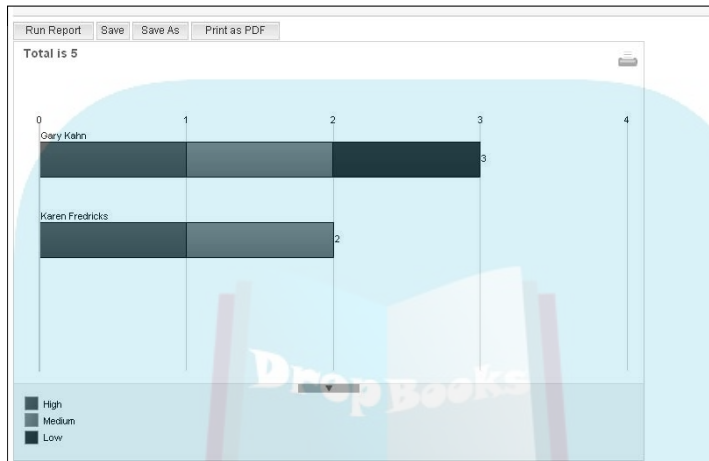 Run Report Save Save As Print as PDF
Total is 5
0 1 2 3 4
Gary Kahn
3
Karen Fredricks
2
Drop Books
High
Medium
Low